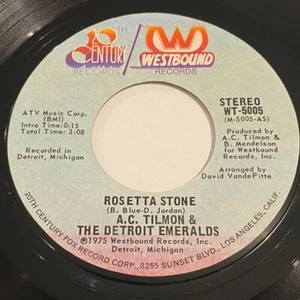 20TH
CENTURY
RECORDS
W
WESTBOUND
RECORDS
ATV Music Corp.
(BMI)
Intro Time: 0:15
Total Time: 3:08
Recorded in
Detroit, Michigan
STEREO
WT-5005
(M-5005-AS)
Produced by
A.C. Tilmon &
B. Mendelson
for Westbound
Records, Inc.
Arranged by
David VandePitte
ROSETTA STONE
(B. Blue-D. Jordan)
A.C. TILMON &
THE DETROIT EMERALDS
℗1975 Westbound Records, Inc.
Detroit, Michigan
20TH CENTURY FOX RECORD CORP., 8255 SUNSET BLVD., LOS ANGELES, CALIF.